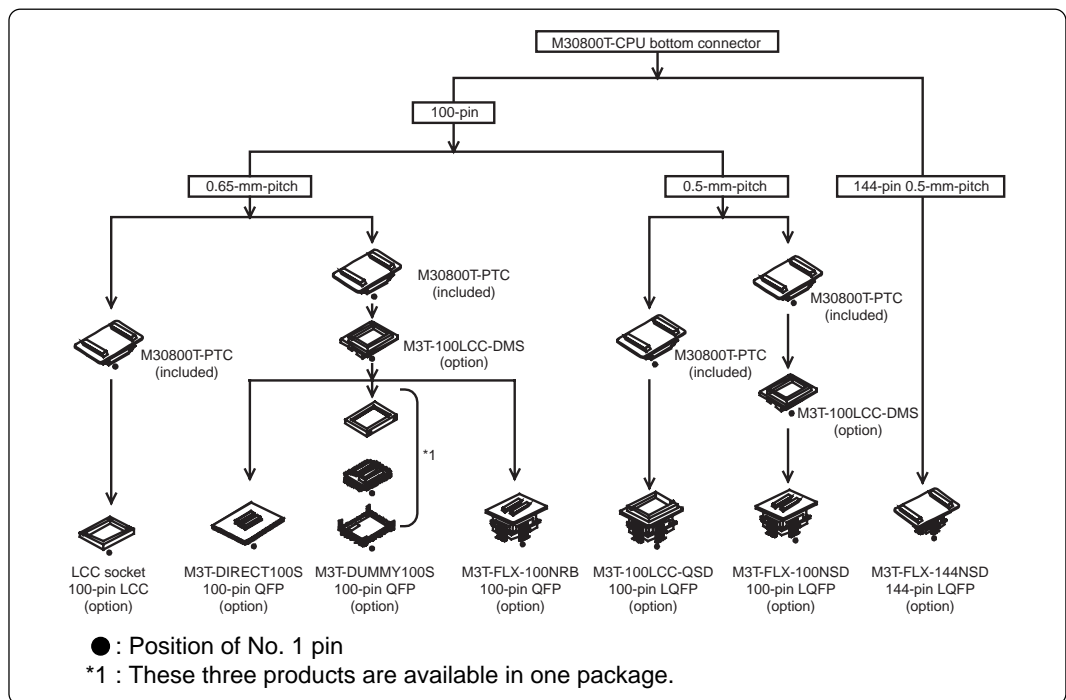 M30800T-CPU bottom connector
100-pin
0.65-mm-pitch
0.5-mm-pitch
144-pin 0.5-mm-pitch
M30800T-PTC
(included)
M3T-100LCC-DMS
(option)
M30800T-PTC
(included)
M30800T-PTC
(included)
M30800T-PTC
(included)
M3T-100LCC-DMS
(option)
*1
LCC socket
100-pin LCC
(option)
M3T-DIRECT100S
100-pin QFP
(option)
M3T-DUMMY100S
100-pin QFP
(option)
M3T-FLX-100NRB
100-pin QFP
(option)
M3T-100LCC-QSD
100-pin LQFP
(option)
M3T-FLX-100NSD
100-pin LQFP
(option)
M3T-FLX-144NSD
144-pin LQFP
(option)
● : Position of No. 1 pin
*1 : These three products are available in one package.